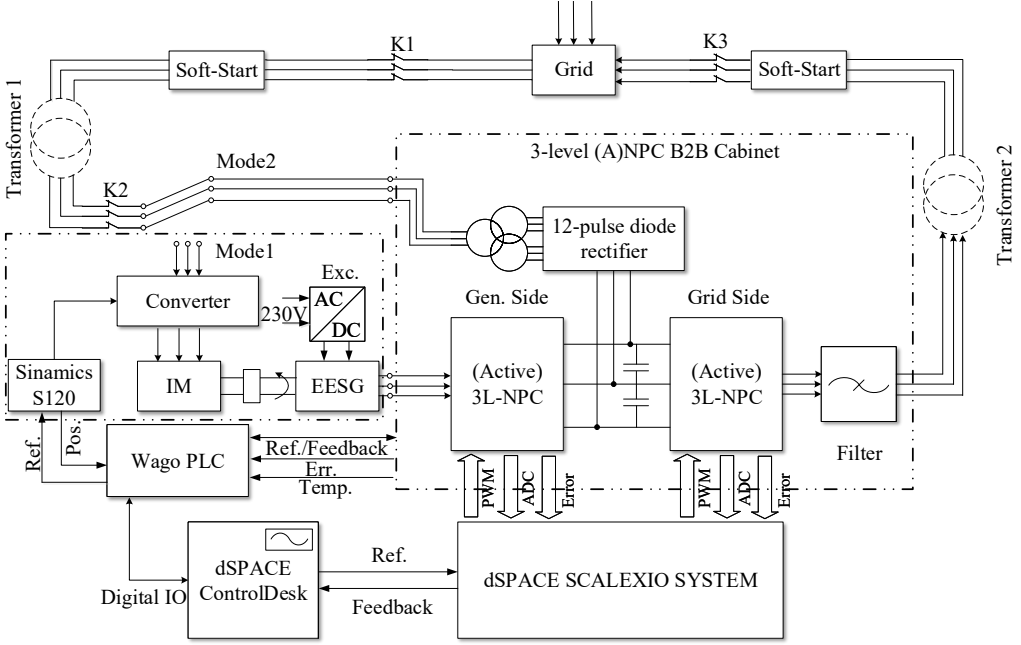 K1
K3
Soft-Start
Grid
Soft-Start
Transformer 1
Mode2
3-level (A)NPC B2B Cabinet
Transformer 2
K2
12-pulse diode
rectifier
Mode1
Exc.
Gen. Side
Grid Side
Converter
230V
AC
DC
Sinamics
S120
IM
EESG
(Active)
3L-NPC
(Active)
3L-NPC
Ref.
Pos.
Wago PLC
Ref./Feedback
Err.
Temp.
Filter
PWM
ADC
Error
PWM
ADC
Error
dSPACE
ControlDesk
Ref.
Feedback
dSPACE SCALEXIO SYSTEM
Digital IO